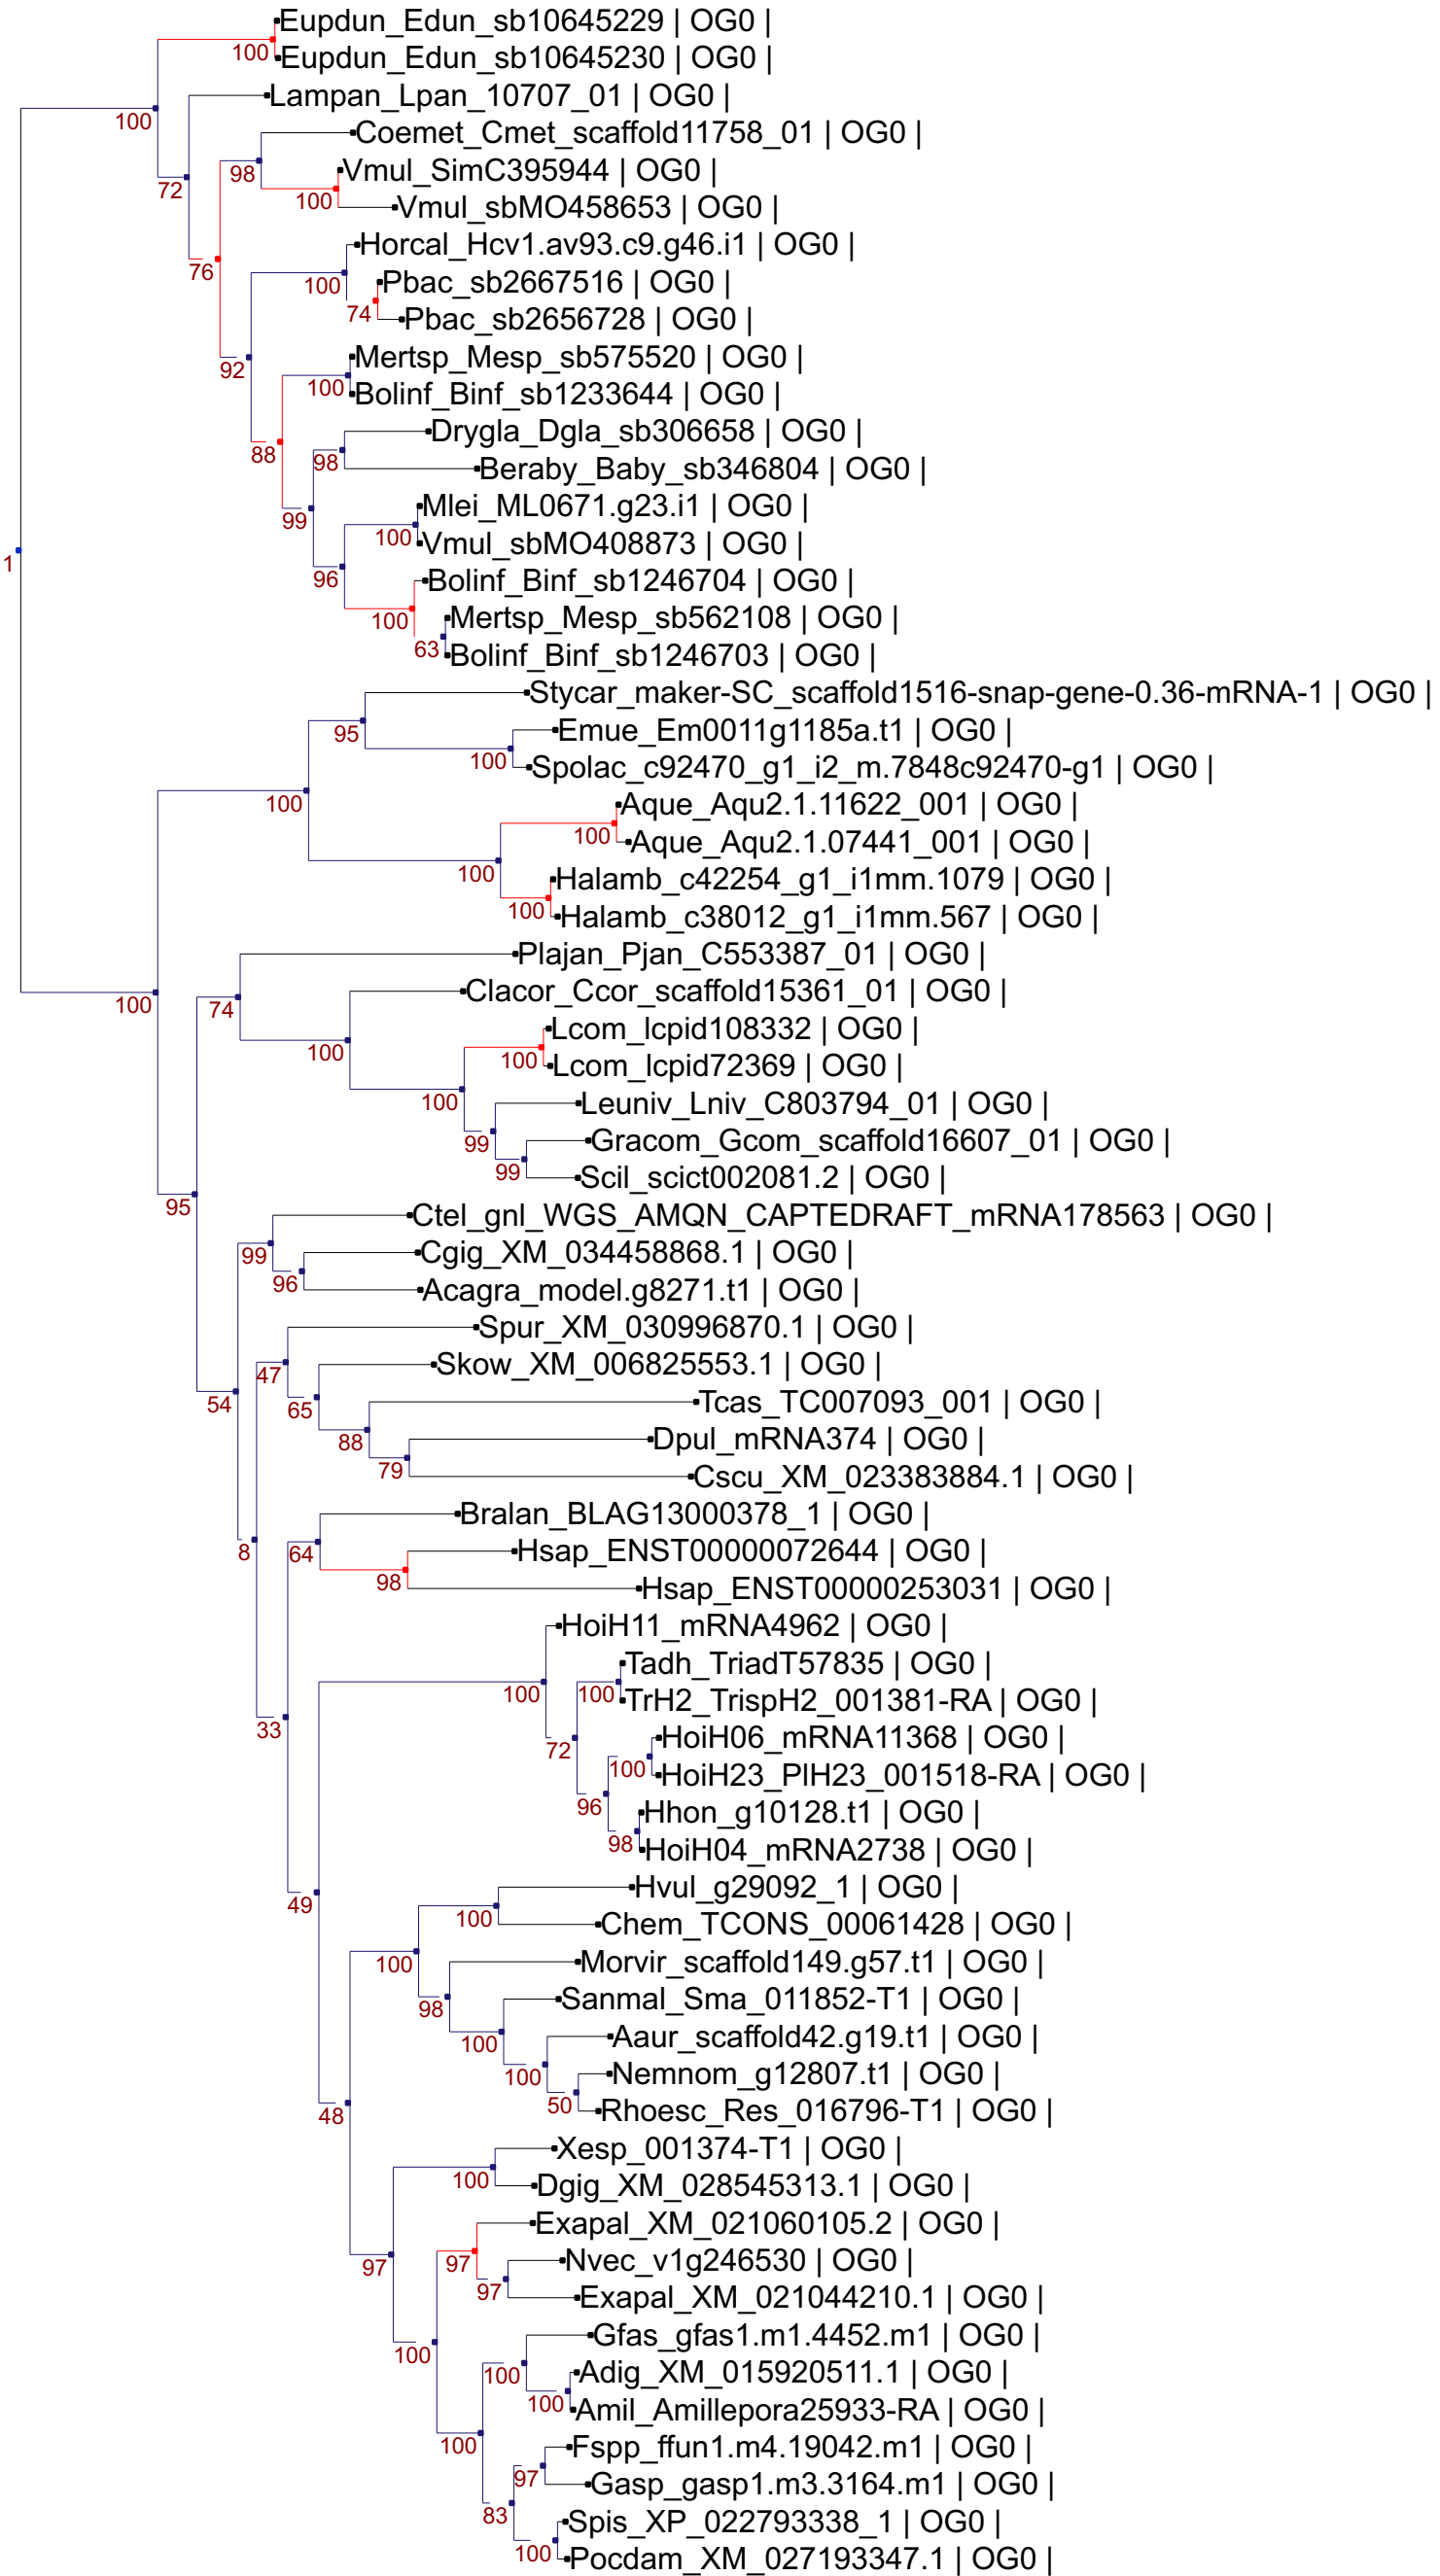 Eupdun_Edun_sb10645229 | OG0 |
100
Eupdun_Edun_sb10645230 | OG0 |
Lampan_Lpan_10707_01 | OG0 |
100
Coemet_Cmet_scaffold11758_01 | OG0 |
98
Vmul_SimC395944 | OG0 |
72
100
Vmul_sbMO458653 | OG0 |
Horcal_Hcv1.av93.c9.g46.i1 | OG0 |
76
100
Pbac_sb2667516 | OG0 |
74
Pbac_sb2656728 | OG0 |
Mertsp_Mesp_sb575520 | OG0 |
92
100
Bolinf_Binf_sb1233644 | OG0 |
Drygla_Dgla_sb306658 | OG0 |
88
98
Beraby_Baby_sb346804 | OG0 |
Mlei_ML0671.g23.i1 | OG0 |
99
100
Vmul_sbMO408873 | OG0 |
1
96
Bolinf_Binf_sb1246704 | OG0 |
100
Mertsp_Mesp_sb562108 | OG0 |
63
Bolinf_Binf_sb1246703 | OG0 |
Stycar_maker-SC_scaffold1516-snap-gene-0.36-mRNA-1 | OG0 |
95
Emue_Em0011g1185a.t1 | OG0 |
100
Spolac_c92470_g1_i2_m.7848c92470-g1 | OG0 |
100
Aque_Aqu2.1.11622_001 | OG0 |
100
Aque_Aqu2.1.07441_001 | OG0 |
100
Halamb_c42254_g1_i1mm.1079 | OG0 |
100
Halamb_c38012_g1_i1mm.567 | OG0 |
Plajan_Pjan_C553387_01 | OG0 |
100
74
Clacor_Ccor_scaffold15361_01 | OG0 |
Lcom_lcpid108332 | OG0 |
100
100
Lcom_lcpid72369 | OG0 |
100
Leuniv_Lniv_C803794_01 | OG0 |
99
Gracom_Gcom_scaffold16607_01 | OG0 |
99
Scil_scict002081.2 | OG0 |
95
Ctel_gnl_WGS_AMQN_CAPTEDRAFT_mRNA178563 | OG0 |
99
Cgig_XM_034458868.1 | OG0 |
96
Acagra_model.g8271.t1 | OG0 |
Spur_XM_030996870.1 | OG0 |
47
Skow_XM_006825553.1 | OG0 |
54
65
Tcas_TC007093_001 | OG0 |
88
Dpul_mRNA374 | OG0 |
79
Cscu_XM_023383884.1 | OG0 |
Bralan_BLAG13000378_1 | OG0 |
8
64
Hsap_ENST00000072644 | OG0 |
98
Hsap_ENST00000253031 | OG0 |
HoiH11_mRNA4962 | OG0 |
Tadh_TriadT57835 | OG0 |
100
100
TrH2_TrispH2_001381-RA | OG0 |
33
72
HoiH06_mRNA11368 | OG0 |
100
HoiH23_PlH23_001518-RA | OG0 |
96
Hhon_g10128.t1 | OG0 |
98
HoiH04_mRNA2738 | OG0 |
49
Hvul_g29092_1 | OG0 |
100
Chem_TCONS_00061428 | OG0 |
100
Morvir_scaffold149.g57.t1 | OG0 |
98
Sanmal_Sma_011852-T1 | OG0 |
100
Aaur_scaffold42.g19.t1 | OG0 |
100
Nemnom_g12807.t1 | OG0 |
48
50
Rhoesc_Res_016796-T1 | OG0 |
Xesp_001374-T1 | OG0 |
100
Dgig_XM_028545313.1 | OG0 |
Exapal_XM_021060105.2 | OG0 |
97
97
Nvec_v1g246530 | OG0 |
97
Exapal_XM_021044210.1 | OG0 |
100
Gfas_gfas1.m1.4452.m1 | OG0 |
100
Adig_XM_015920511.1 | OG0 |
100
Amil_Amillepora25933-RA | OG0 |
100
Fspp_ffun1.m4.19042.m1 | OG0 |
97
Gasp_gasp1.m3.3164.m1 | OG0 |
83
Spis_XP_022793338_1 | OG0 |
100
Pocdam_XM_027193347.1 | OG0 |